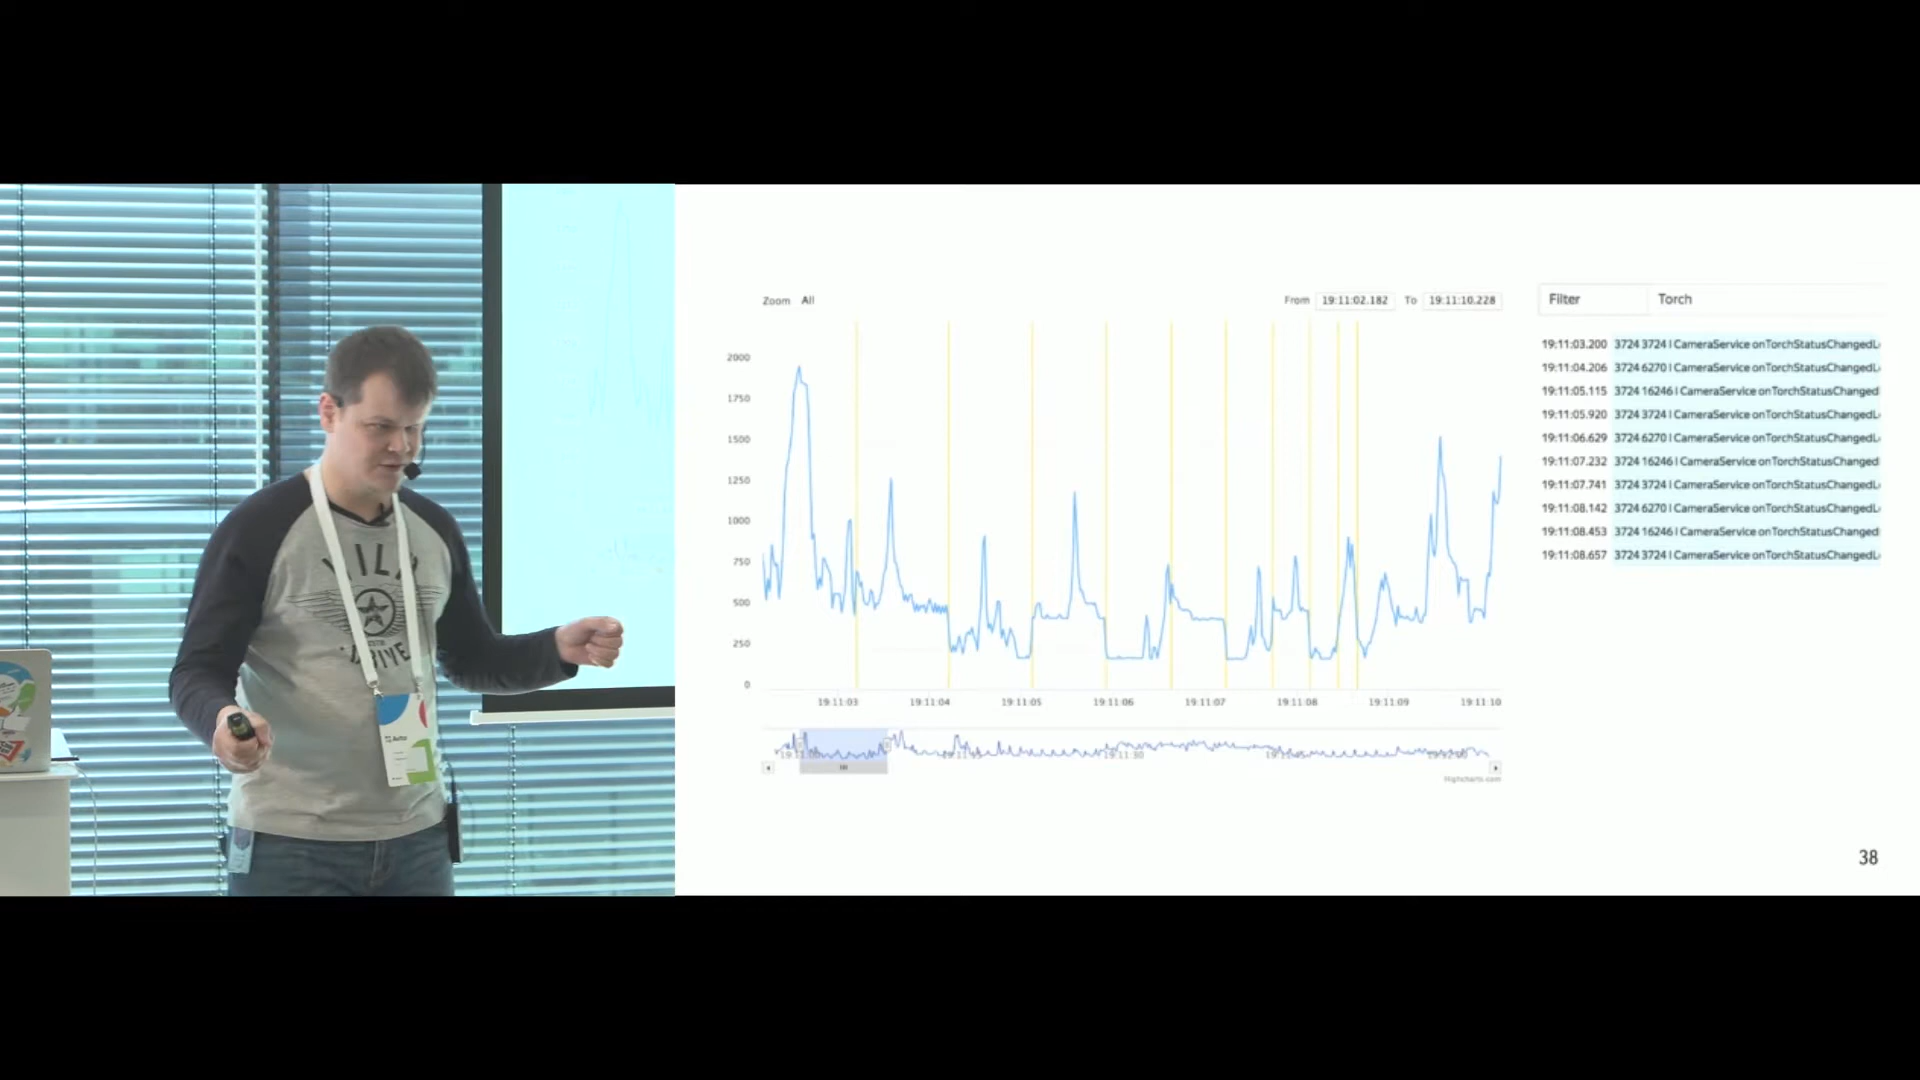 Zoom All
From 19:11:02.182 To 19:11:10.228
2000
1750
1500
1250
1000
750
500
250
0
19:11:03 19:11:04 19:11:05 19:11:06 19:11:07 19:11:08 19:11:09 19:11:10
19:11:30
Highcharts.com
Filter Torch
19:11:03.200 3724 3724 I CameraService onTorchStatusChangedL
19:11:04.206 3724 6270 I CameraService onTorchStatusChangedL
19:11:05.115 3724 16246 I CameraService onTorchStatusChanged
19:11:05.920 3724 3724 I CameraService onTorchStatusChangedL
19:11:06.629 3724 6270 I CameraService onTorchStatusChangedL
19:11:07.232 3724 16246 I CameraService onTorchStatusChanged
19:11:07.741 3724 3724 I CameraService onTorchStatusChangedL
19:11:08.142 3724 6270 I CameraService onTorchStatusChangedL
19:11:08.453 3724 16246 I CameraService onTorchStatusChanged
19:11:08.657 3724 3724 I CameraService onTorchStatusChangedL
38